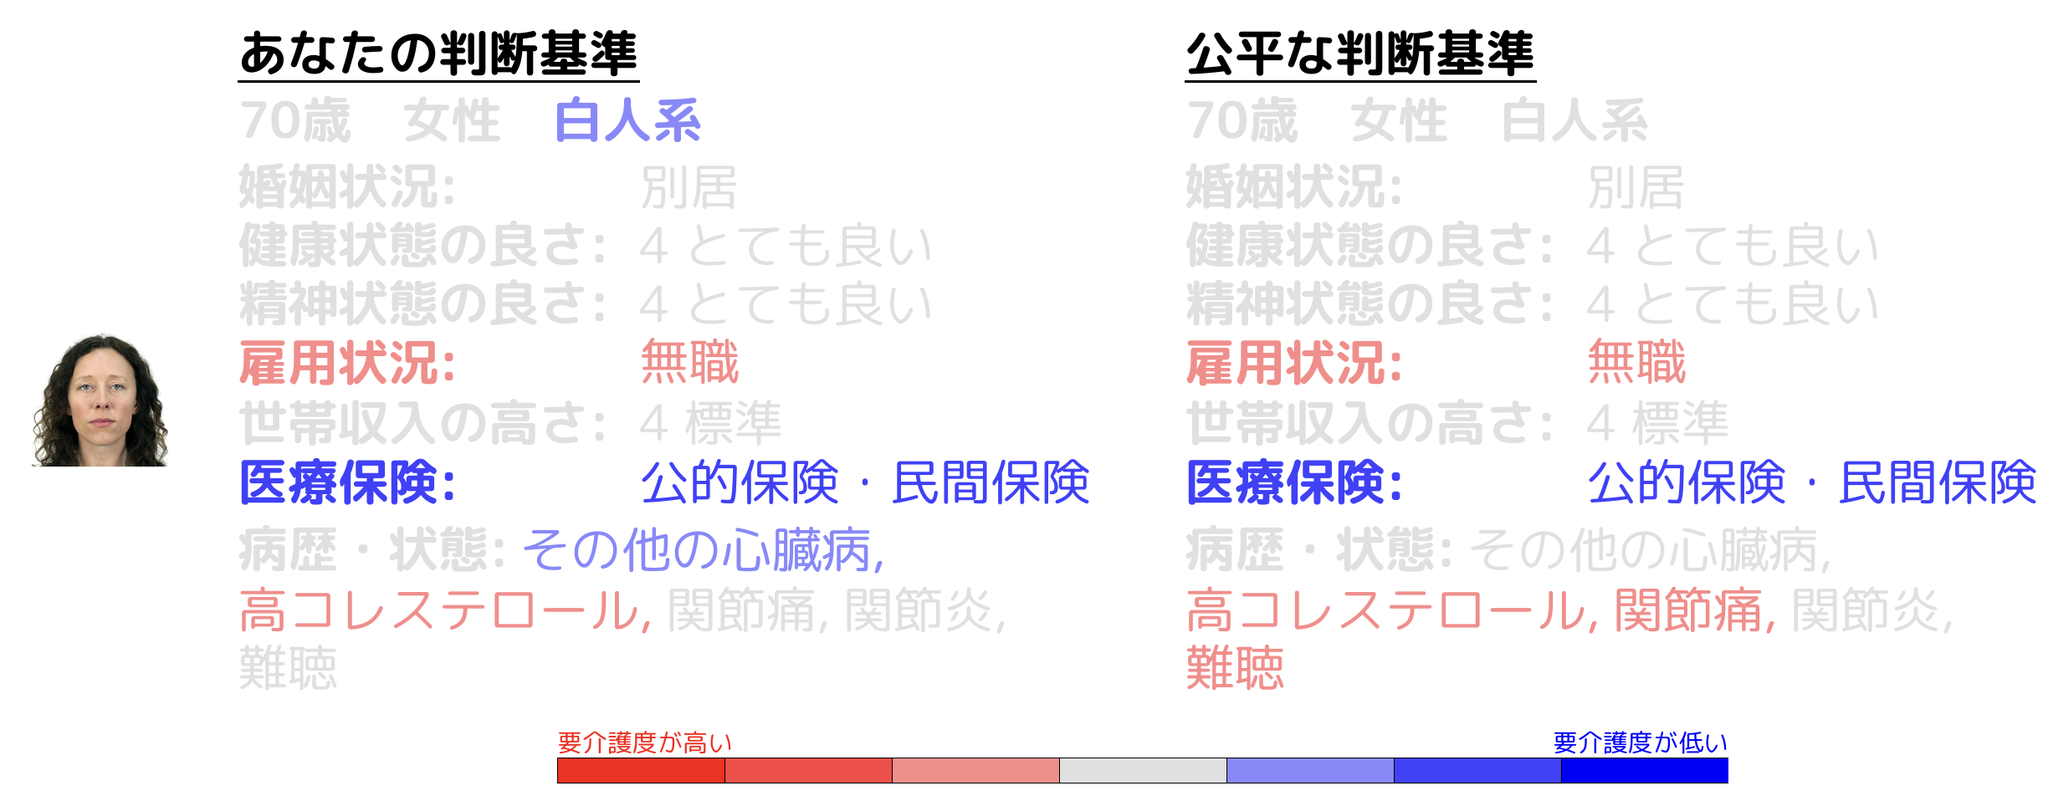 あなたの判断基準
70歳 女性 白人系
婚姻状況: 別居
健康状態の良さ: 4 とても良い
精神状態の良さ: 4 とても良い
雇用状況: 無職
世帯収入の高さ: 4 標準
医療保険: 公的保険・民間保険
病歴・状態: その他の心臓病,
高コレステロール, 関節痛, 関節炎,
難聴
公平な判断基準
70歳 女性 白人系
婚姻状況: 別居
健康状態の良さ: 4 とても良い
精神状態の良さ: 4 とても良い
雇用状況: 無職
世帯収入の高さ: 4 標準
医療保険: 公的保険・民間保険
病歴・状態: その他の心臓病,
高コレステロール, 関節痛, 関節炎,
難聴
要介護度が高い
要介護度が低い